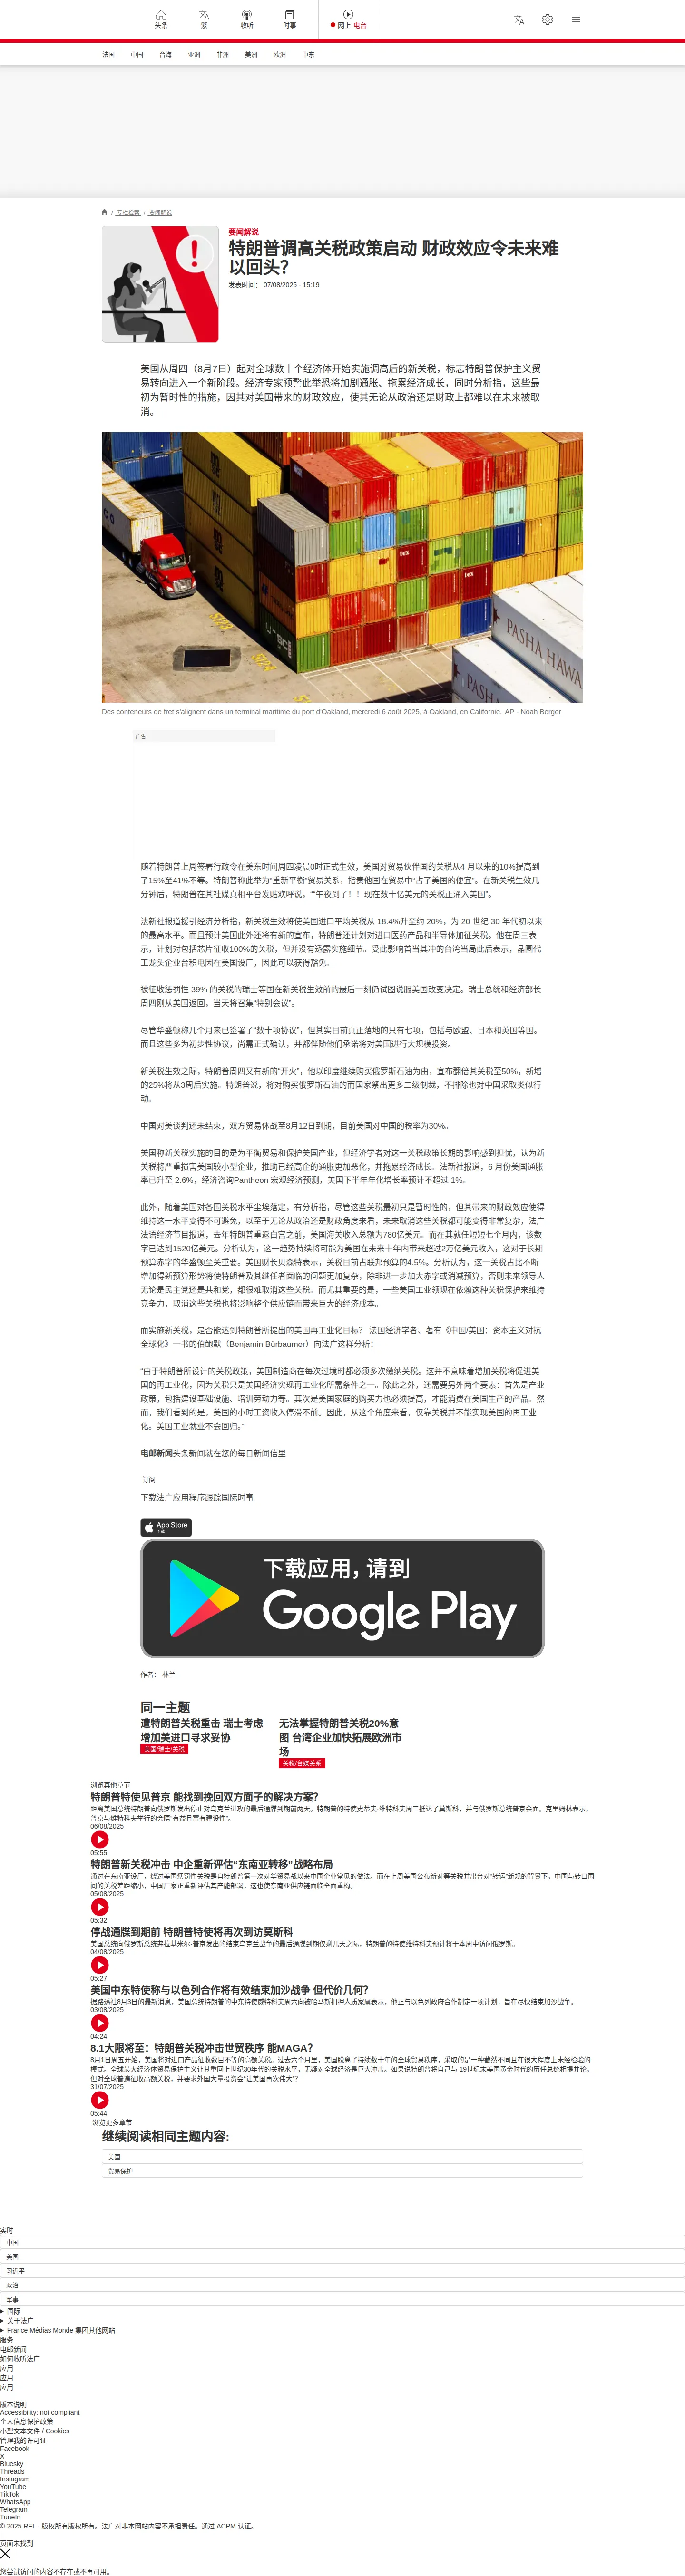 头条
繁
收听
时事
网上 电台
法国
中国
台海
亚洲
非洲
美洲
欧洲
中东
/ 专栏检索 / 要闻解说
要闻解说
特朗普调高关税政策启动 财政效应令未来难
以回头？
发表时间： 07/08/2025 - 15:19
美国从周四（8月7日）起对全球数十个经济体开始实施调高后的新关税，标志特朗普保护主义贸
易转向进入一个新阶段。经济专家预警此举恐将加剧通胀、拖累经济成长，同时分析指，这些最
初为暂时性的措施，因其对美国带来的财政效应，使其无论从政治还是财政上都难以在未来被取
消。
PASHA HAWA
Des conteneurs de fret s'alignent dans un terminal maritime du port d'Oakland, mercredi 6 août 2025, à Oakland, en Californie. AP - Noah Berger
广告
随着特朗普上周签署行政令在美东时间周四凌晨0时正式生效，美国对贸易伙伴国的关税从4 月以来的10%提高到
了15%至41%不等。特朗普称此举为“重新平衡”贸易关系，指责他国在贸易中“占了美国的便宜”。在新关税生效几
分钟后，特朗普在其社媒真相平台发贴欢呼说，““午夜到了！！现在数十亿美元的关税正涌入美国”。
法新社报道援引经济分析指，新关税生效将使美国进口平均关税从 18.4%升至约 20%，为 20 世纪 30 年代初以来
的最高水平。而且预计美国此外还将有新的宣布，特朗普还计划对进口医药产品和半导体加征关税。他在周三表
示，计划对包括芯片征收100%的关税，但并没有透露实施细节。受此影响首当其冲的台湾当局此后表示，晶圆代
工龙头企业台积电因在美国设厂，因此可以获得豁免。
被征收惩罚性 39% 的关税的瑞士等国在新关税生效前的最后一刻仍试图说服美国改变决定。瑞士总统和经济部长
周四刚从美国返回，当天将召集“特别会议”。
尽管华盛顿称几个月来已签署了“数十项协议”，但其实目前真正落地的只有七项，包括与欧盟、日本和英国等国。
而且这些多为初步性协议，尚需正式确认，并都伴随他们承诺将对美国进行大规模投资。
新关税生效之际，特朗普周四又有新的“开火”，他以印度继续购买俄罗斯石油为由，宣布翻倍其关税至50%，新增
的25%将从3周后实施。特朗普说，将对购买俄罗斯石油的而国家祭出更多二级制裁，不排除也对中国采取类似行
动。
中国对美谈判还未结束，双方贸易休战至8月12日到期，目前美国对中国的税率为30%。
美国称新关税实施的目的是为平衡贸易和保护美国产业，但经济学者对这一关税政策长期的影响感到担忧，认为新
关税将严重损害美国较小型企业，推助已经高企的通胀更加恶化，并拖累经济成长。法新社报道，6 月份美国通胀
率已升至 2.6%，经济咨询Pantheon 宏观经济预测，美国下半年年化增长率预计不超过 1%。
此外，随着美国对各国关税水平尘埃落定，有分析指，尽管这些关税最初只是暂时性的，但其带来的财政效应使得
维持这一水平变得不可避免，以至于无论从政治还是财政角度来看，未来取消这些关税都可能变得非常复杂，法广
法语经济节目报道，去年特朗普重返白宫之前，美国海关收入总额为780亿美元。而在其就任短短七个月内，该数
字已达到1520亿美元。分析认为，这一趋势持续将可能为美国在未来十年内带来超过2万亿美元收入，这对于长期
预算赤字的华盛顿至关重要。美国财长贝森特表示，关税目前占联邦预算的4.5%。分析认为，这一关税占比不断
增加得新预算形势将使特朗普及其继任者面临的问题更加复杂，除非进一步加大赤字或消减预算，否则未来领导人
无论是民主党还是共和党，都很难取消这些关税。而尤其重要的是，一些美国工业领现在依赖这种关税保护来维持
竞争力，取消这些关税也将影响整个供应链而带来巨大的经济成本。
而实施新关税，是否能达到特朗普所提出的美国再工业化目标？ 法国经济学者、著有《中国/美国：资本主义对抗
全球化》一书的伯鲍默（Benjamin Bürbaumer）向法广这样分析：
“由于特朗普所设计的关税政策，美国制造商在每次过境时都必须多次缴纳关税。这并不意味着增加关税将促进美
国的再工业化，因为关税只是美国经济实现再工业化所需条件之一。除此之外，还需要另外两个要素：首先是产业
政策，包括建设基础设施、培训劳动力等。其次是美国家庭的购买力也必须提高，才能消费在美国生产的产品。然
而，我们看到的是，美国的小时工资收入停滞不前。因此，从这个角度来看，仅靠关税并不能实现美国的再工业
化。美国工业就业不会回归。”
电邮新闻头条新闻就在您的每日新闻信里
订阅
下载法广应用程序跟踪国际时事
App Store
下载
下载应用，请到
Google Play
作者： 林兰
同一主题
遭特朗普关税重击 瑞士考虑
增加美进口寻求妥协
美国/瑞士/关税
无法掌握特朗普关税20%意
图 台湾企业加快拓展欧洲市
场
关税/台媒关系
浏览其他章节
特朗普特使见普京 能找到挽回双方面子的解决方案？
距离美国总统特朗普向俄罗斯发出停止对乌克兰进攻的最后通牒到期前两天。特朗普的特使史蒂夫·维特科夫周三抵达了莫斯科，并与俄罗斯总统普京会面。克里姆林表示，
普京与维特科夫举行的会晤“有益且富有建设性”。
06/08/2025
05:55
特朗普新关税冲击 中企重新评估“东南亚转移”战略布局
通过在东南亚设厂，绕过美国惩罚性关税是自特朗普第一次对华贸易战以来中国企业常见的做法。而在上周美国公布新对等关税并出台对“转运”新规的背景下，中国与转口国
间的关税差距缩小，中国厂家正重新评估其产能部署，这也使东南亚供应链面临全面重构。
05/08/2025
05:32
停战通牒到期前 特朗普特使将再次到访莫斯科
美国总统向俄罗斯总统弗拉基米尔·普京发出的结束乌克兰战争的最后通牒到期仅剩几天之际，特朗普的特使维特科夫预计将于本周中访问俄罗斯。
04/08/2025
05:27
美国中东特使称与以色列合作将有效结束加沙战争 但代价几何？
据路透社8月3日的最新消息，美国总统特朗普的中东特使威特科夫周六向被哈马斯扣押人质家属表示，他正与以色列政府合作制定一项计划，旨在尽快结束加沙战争。
03/08/2025
04:24
8.1大限将至：特朗普关税冲击世贸秩序 能MAGA？
8月1日周五开始，美国将对进口产品征收数目不等的高额关税。过去六个月里，美国脱离了持续数十年的全球贸易秩序，采取的是一种截然不同且在很大程度上未经检验的
模式。全球最大经济体贸易保护主义让其重回上世纪30年代的关税水平，无疑对全球经济是巨大冲击。如果说特朗普将自己与 19世纪末美国黄金时代的历任总统相提并论，
但对全球普遍征收高额关税，并要求外国大量投资会“让美国再次伟大”？
31/07/2025
05:44
浏览更多章节
继续阅读相同主题内容:
美国
贸易保护
实时
中国
美国
习近平
政治
军事
国际
关于法广
France Médias Monde 集团其他网站
服务
电邮新闻
如何收听法广
应用
应用
应用
版本说明
Accessibility: not compliant
个人信息保护政策
小型文本文件 / Cookies
管理我的许可证
Facebook
X
Bluesky
Threads
Instagram
YouTube
TikTok
WhatsApp
Telegram
TuneIn
© 2025 RFI – 版权所有版权所有。法广对非本网站内容不承担责任。通过 ACPM 认证。
页面未找到
您尝试访问的内容不存在或不再可用。